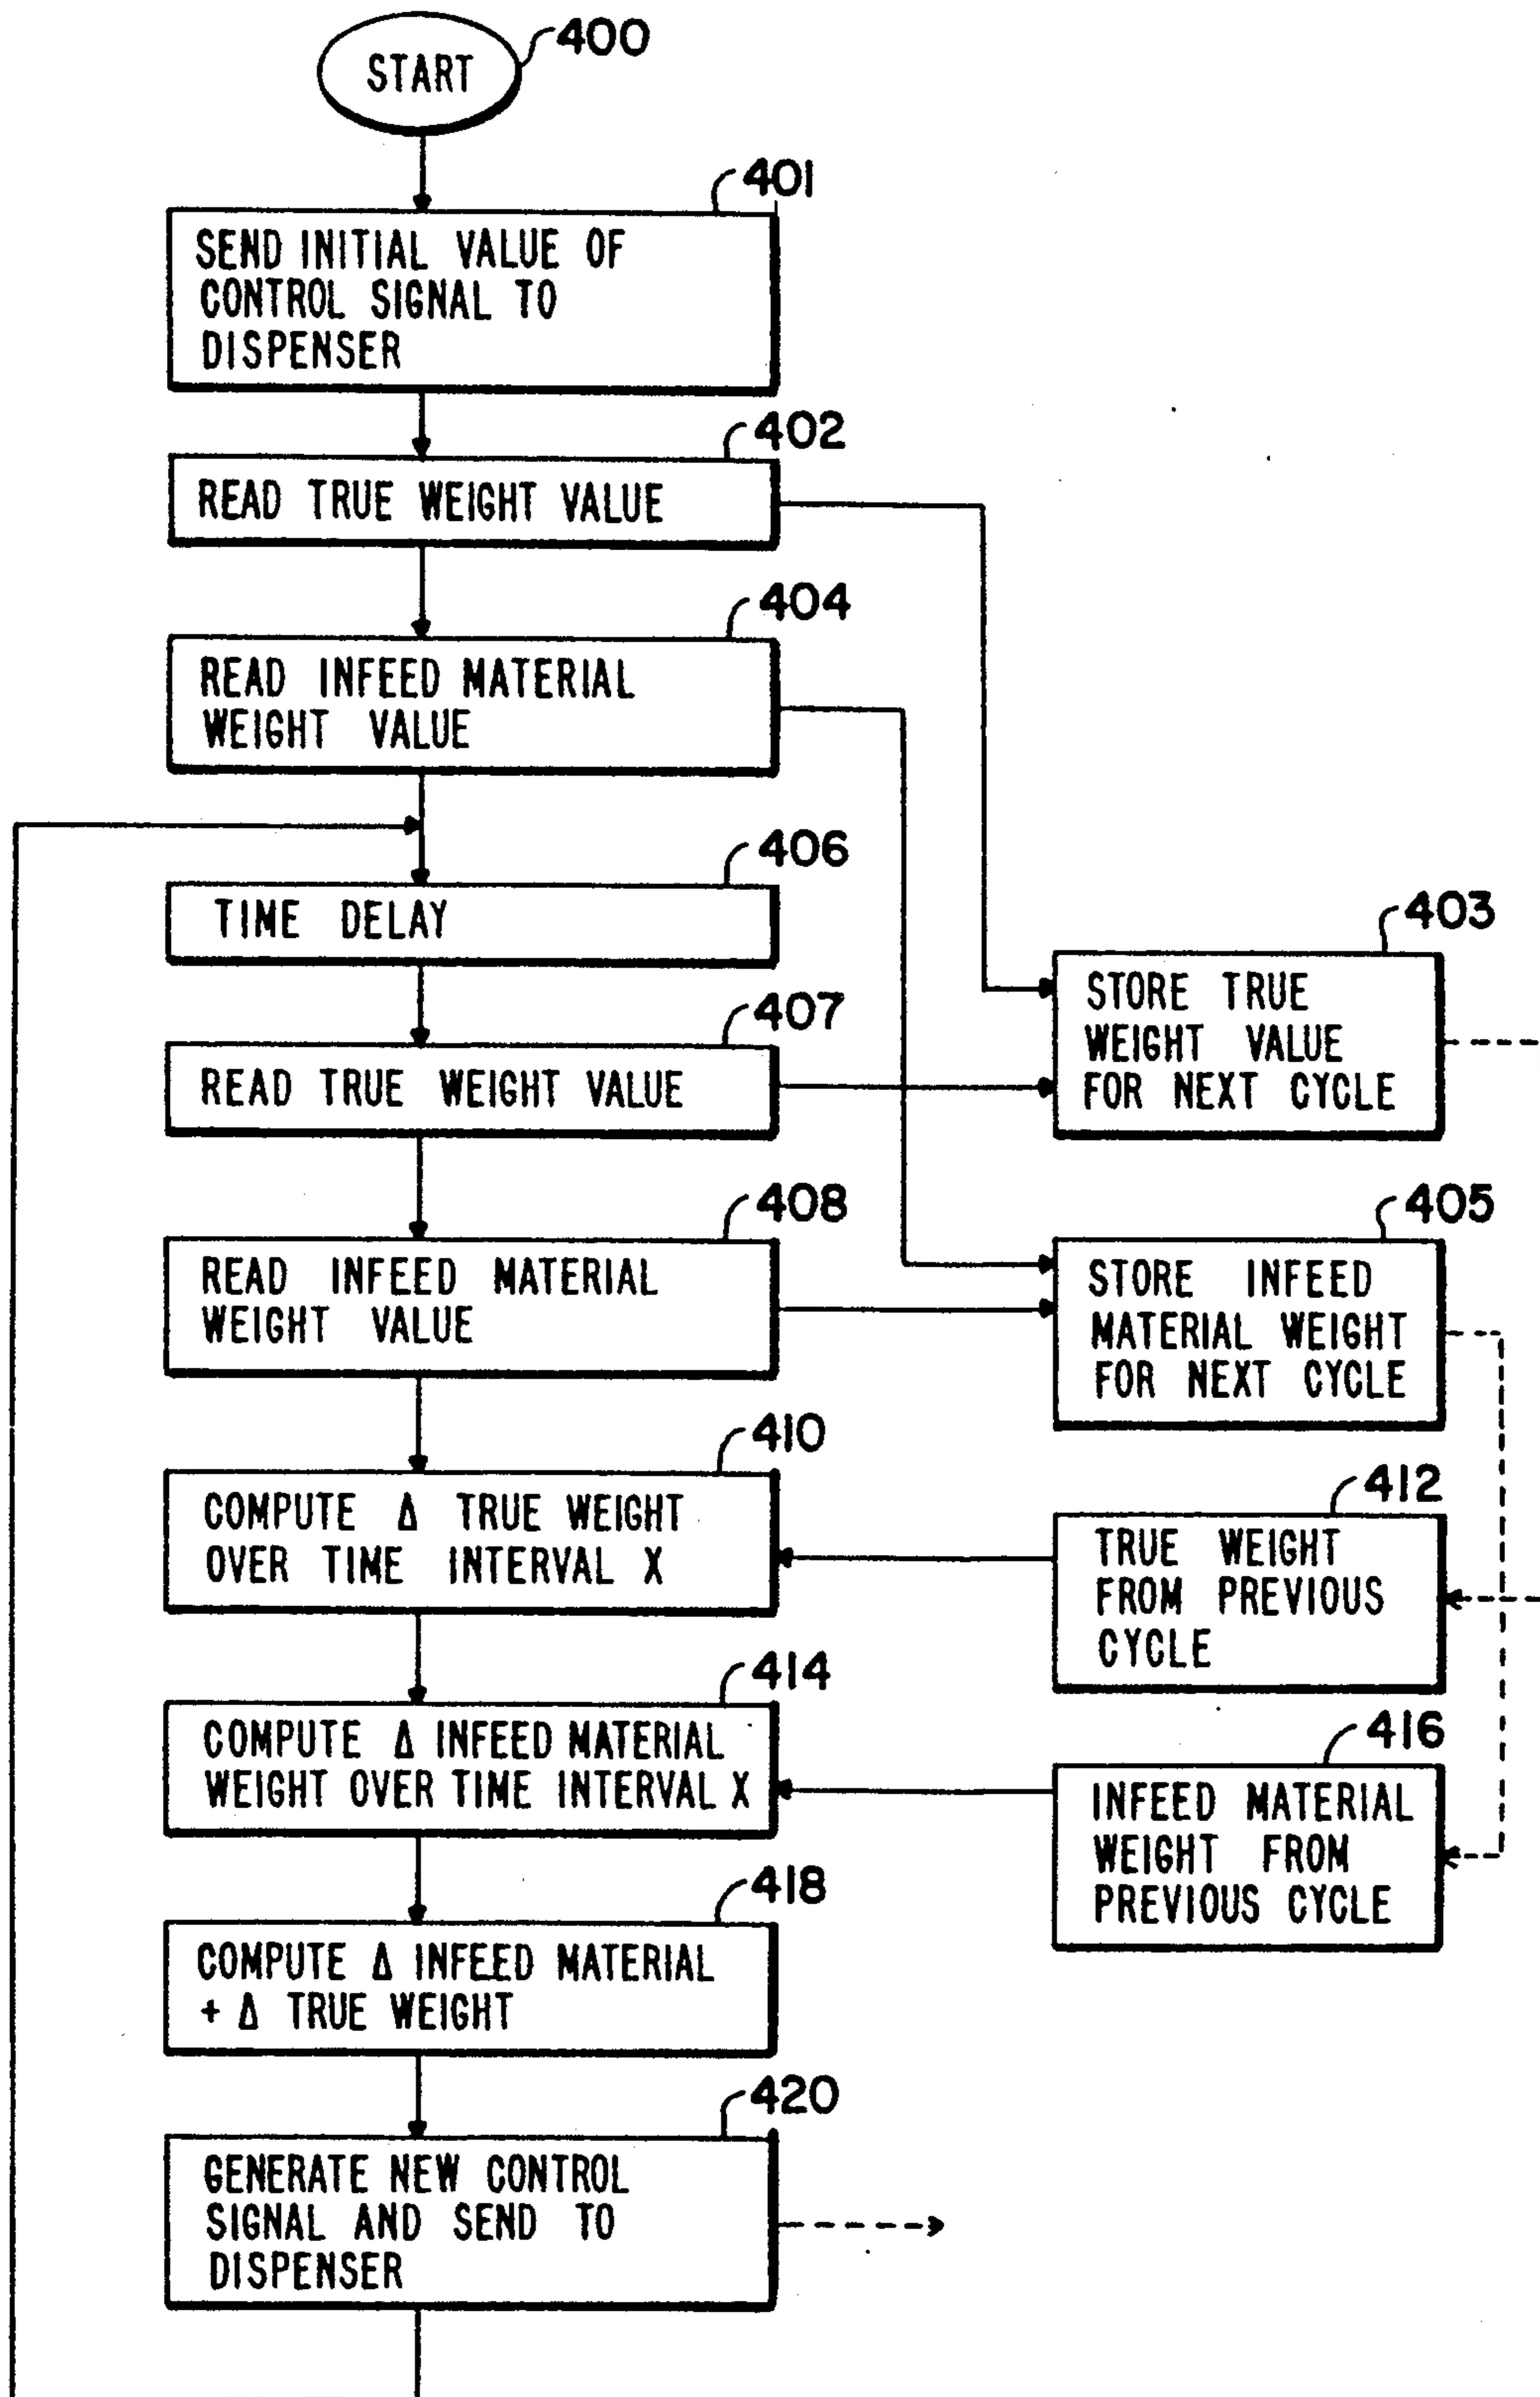 400
START
401
SEND INITIAL VALUE OF
CONTROL SIGNAL TO
DISPENSER
402
READ TRUE WEIGHT VALUE
404
READ INFEED MATERIAL
WEIGHT VALUE
406
TIME DELAY
403
STORE TRUE
WEIGHT VALUE
FOR NEXT CYCLE
407
READ TRUE WEIGHT VALUE
408
READ INFEED MATERIAL
WEIGHT VALUE
405
STORE INFEED
MATERIAL WEIGHT
FOR NEXT CYCLE
410
COMPUTE Δ TRUE WEIGHT
OVER TIME INTERVAL X
412
TRUE WEIGHT
FROM PREVIOUS
CYCLE
414
COMPUTE Δ INFEED MATERIAL
WEIGHT OVER TIME INTERVAL X
416
INFEED MATERIAL
WEIGHT FROM
PREVIOUS CYCLE
418
COMPUTE Δ INFEED MATERIAL
+ Δ TRUE WEIGHT
420
GENERATE NEW CONTROL
SIGNAL AND SEND TO
DISPENSER